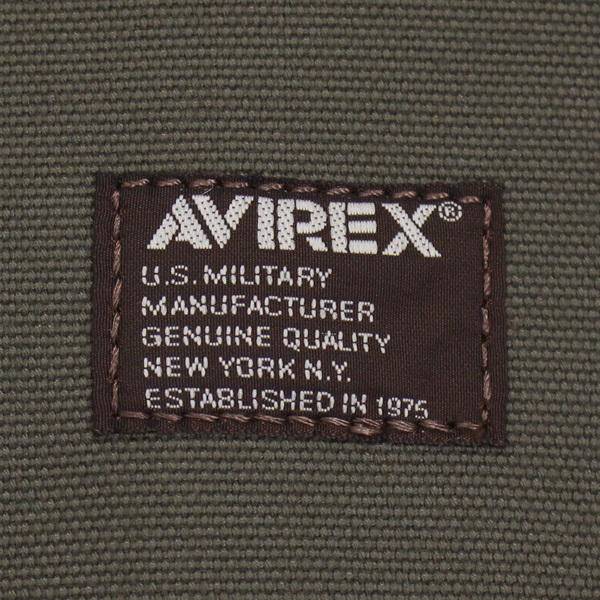 AVIREX®
U.S. MILITARY
MANUFACTURER
GENUINE QUALITY
NEW YORK N.Y.
ESTABLISHED IN 1975